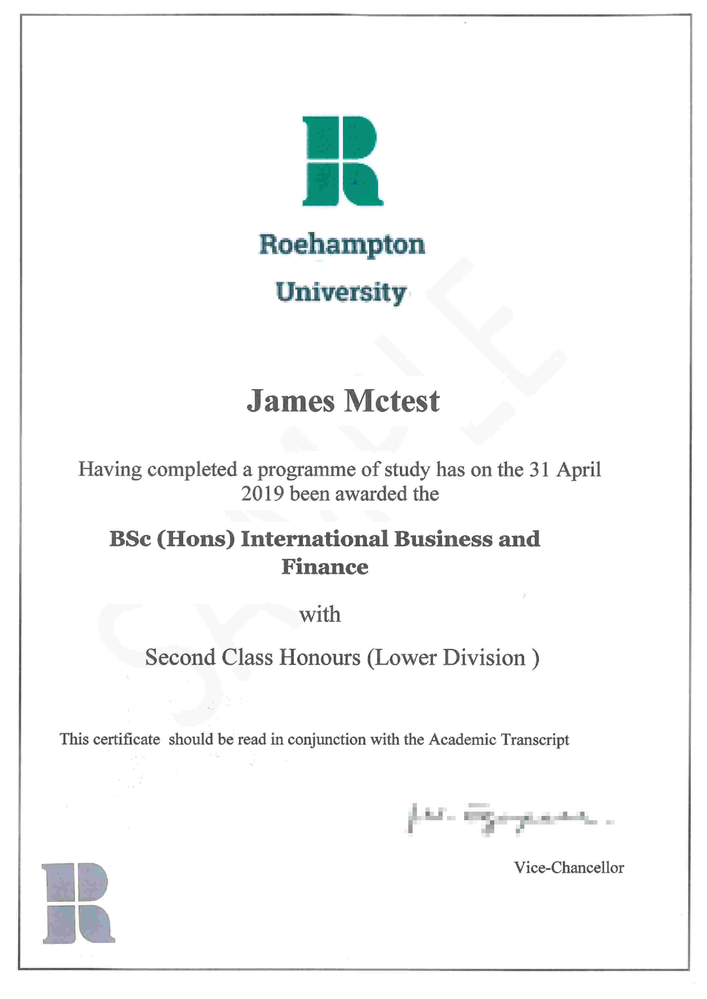 R
Roehampton
University
James Mctest
Having completed a programme of study has on the 31 April
2019 been awarded the
BSc (Hons) International Business and
Finance
with
Second Class Honours (Lower Division )
This certificate  should be read in conjunction with the Academic Transcript
Vice-Chancellor
R
SAMPLE